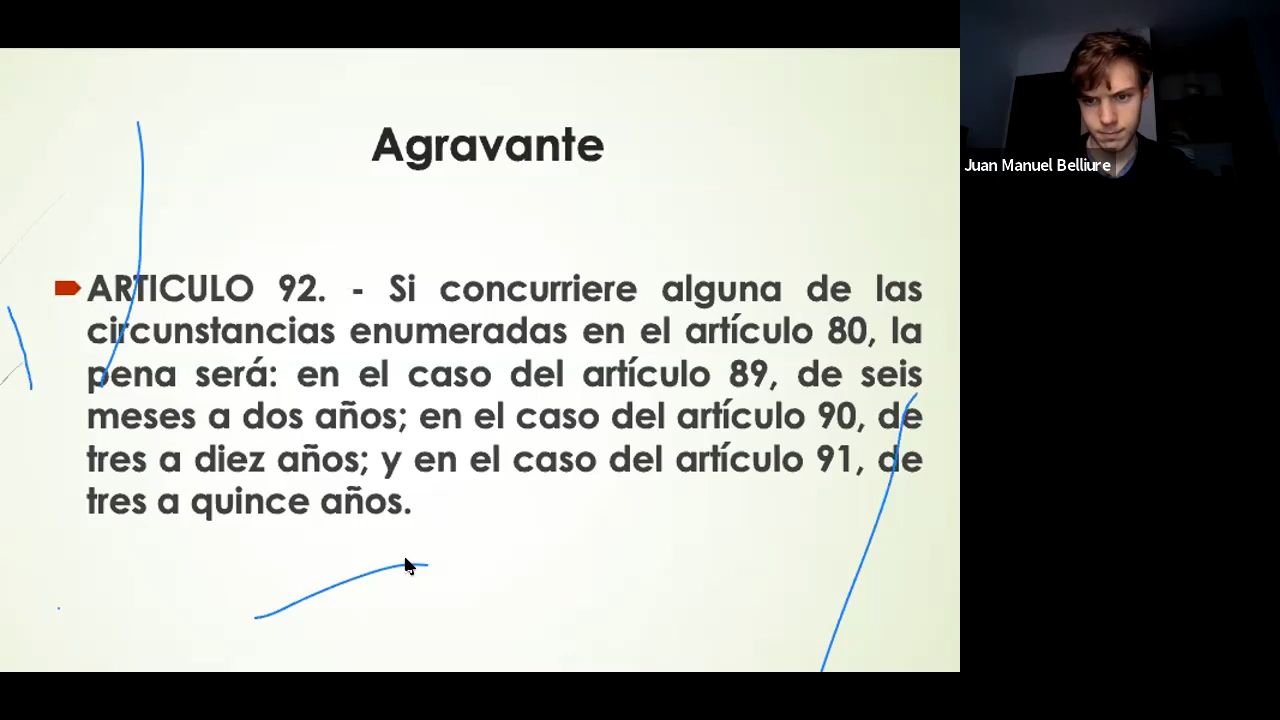 Agravante
ARTICULO 92. - Si concurriere alguna de las
circunstancias enumeradas en el artículo 80, la
pena será: en el caso del artículo 89, de seis
meses a dos años; en el caso del artículo 90, de
tres a diez años; y en el caso del artículo 91, de
tres a quince años.
Juan Manuel Belliure